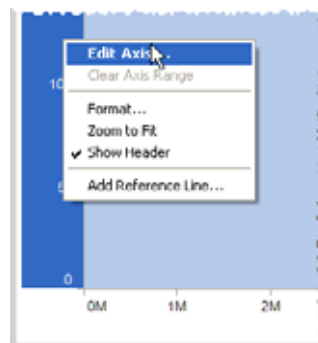 Edit Axis...
10
Clear Axis Range
Format...
Zoom to Fit
Show Header
5
Add Reference Line...
0
0M 1M 2M